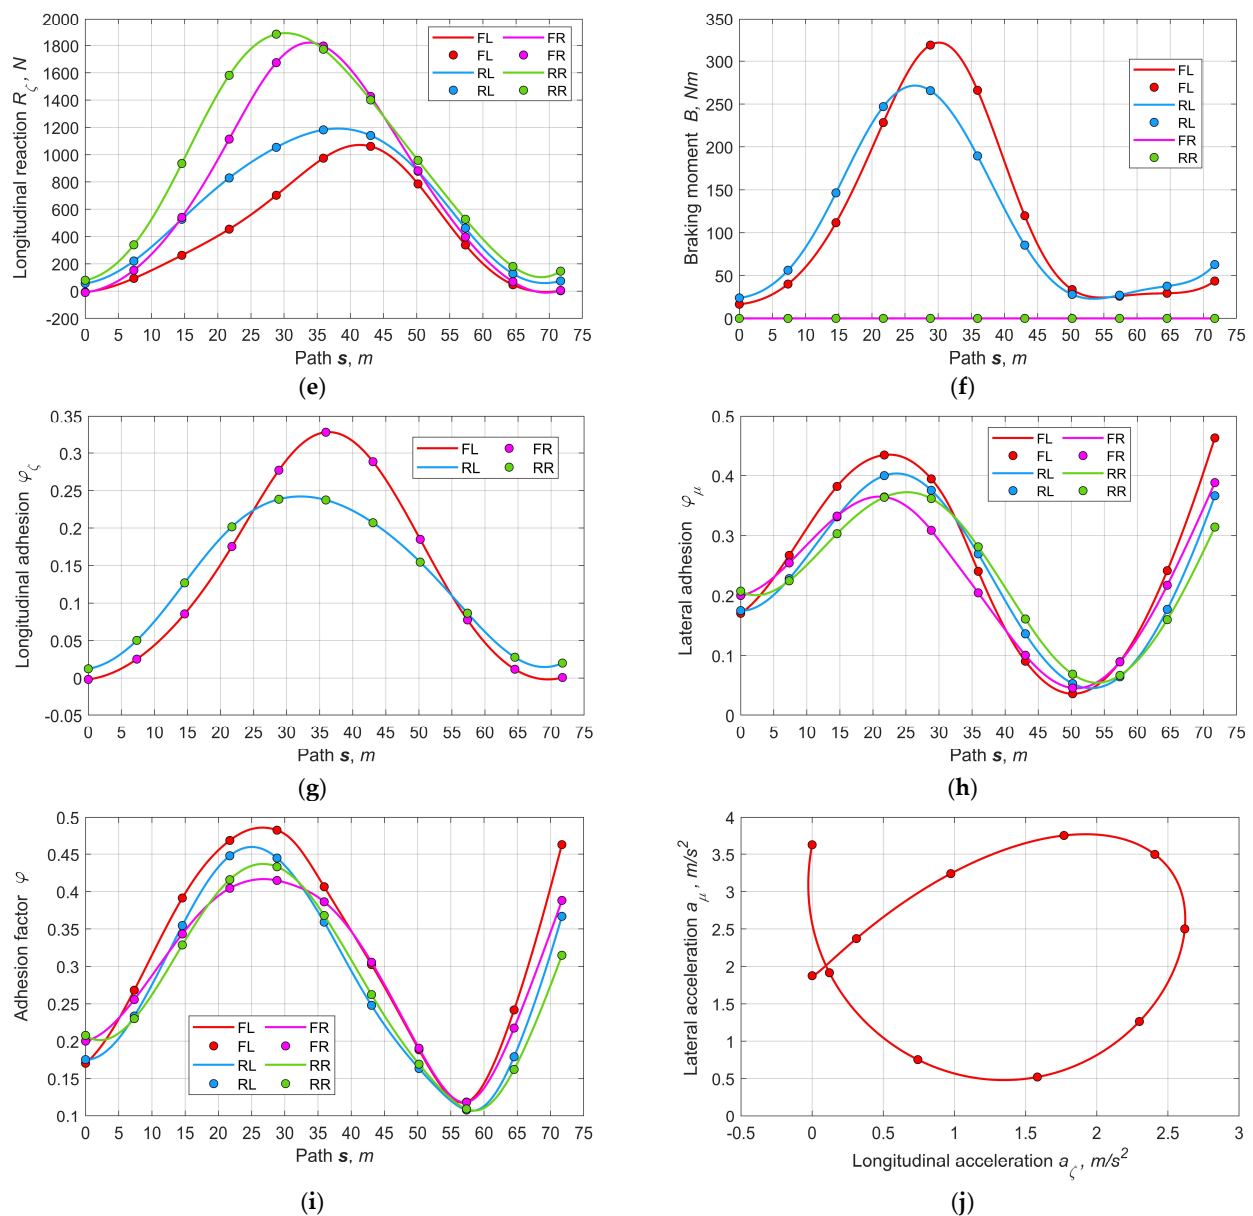 2000
1800
1600
1400
1200
1000
800
600
400
200
0
-200
Longitudinal reaction Rζ, N
FL FR
FL FR
RL RR
RL RR
0 5 10 15 20 25 30 35 40 45 50 55 60 65 70 75
Path s, m
(e)
350
300
250
200
150
100
50
0
Braking moment B, Nm
FL
FL
RL
RL
FR
RR
0 5 10 15 20 25 30 35 40 45 50 55 60 65 70 75
Path s, m
(f)
0.35
0.3
0.25
0.2
0.15
0.1
0.05
0
-0.05
Longitudinal adhesion φζ
FL FR
RL RR
0 5 10 15 20 25 30 35 40 45 50 55 60 65 70 75
Path s, m
(g)
0.5
0.4
0.3
0.2
0.1
0
Lateral adhesion φμ
FL FR
FL FR
RL RR
RL RR
0 5 10 15 20 25 30 35 40 45 50 55 60 65 70 75
Path s, m
(h)
0.5
0.45
0.4
0.35
0.3
0.25
0.2
0.15
0.1
Adhesion factor φ
FL FR
FL FR
RL RR
RL RR
0 5 10 15 20 25 30 35 40 45 50 55 60 65 70 75
Path s, m
(i)
4
3.5
3
2.5
2
1.5
1
0.5
0
Lateral acceleration aμ, m/s²
-0.5 0 0.5 1 1.5 2 2.5 3
Longitudinal acceleration aζ, m/s²
(j)